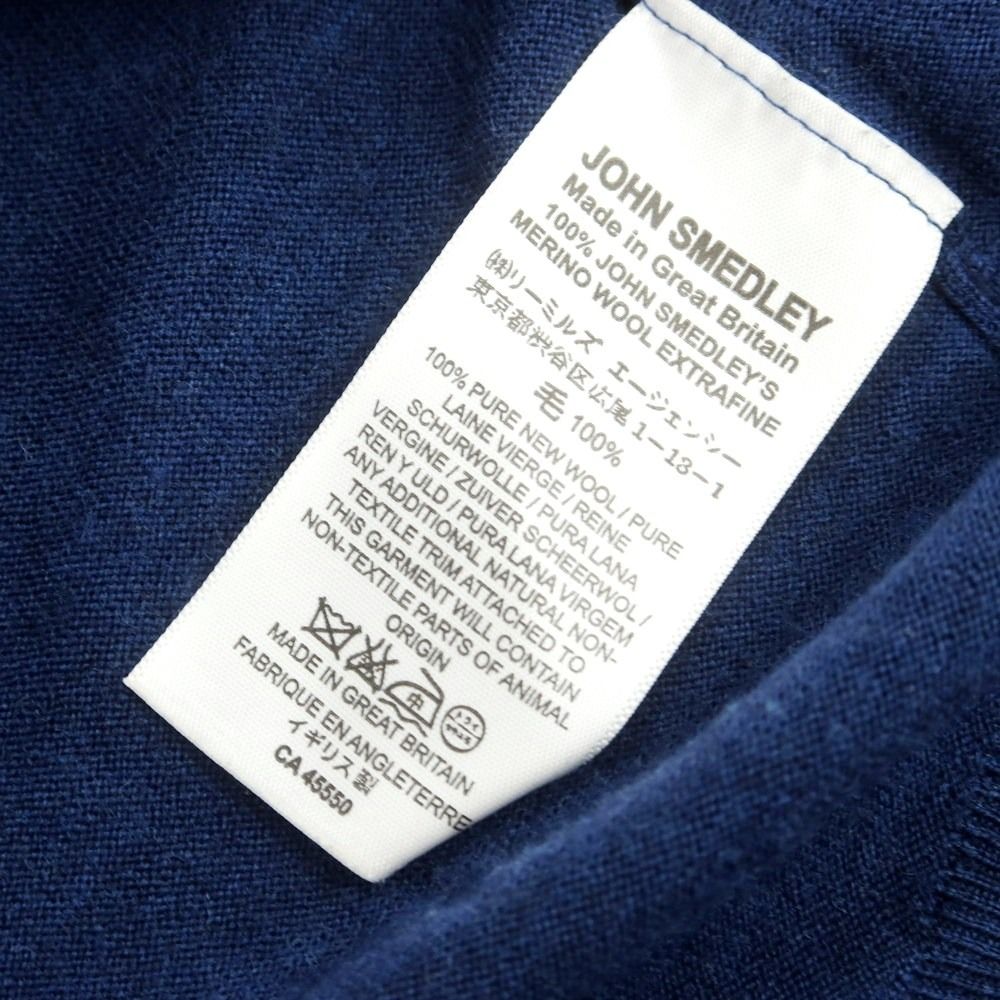 JOHN SMEDLEY
Made in Great Britain
100% JOHN SMEDLEY'S
MERINO WOOL EXTRAFINE
(株)リーミルズ エージェンシー
東京都渋谷区広尾1-13-1
毛 100%
100% PURE NEW WOOL / PURE
LAINE VIERGE / REINE
SCHURWOLLE / PURA LANA
VERGINE / ZUIVER SCHEERWOL /
REN Y ULD / PURA LANA VIRGEM
ANY ADDITIONAL NATURAL NON-
TEXTILE TRIM ATTACHED TO
THIS GARMENT WILL CONTAIN
NON-TEXTILE PARTS OF ANIMAL
ORIGIN
中 ドライ
MADE IN GREAT BRITAIN
FABRIQUE EN ANGLETERRE
イギリス製
CA 45550